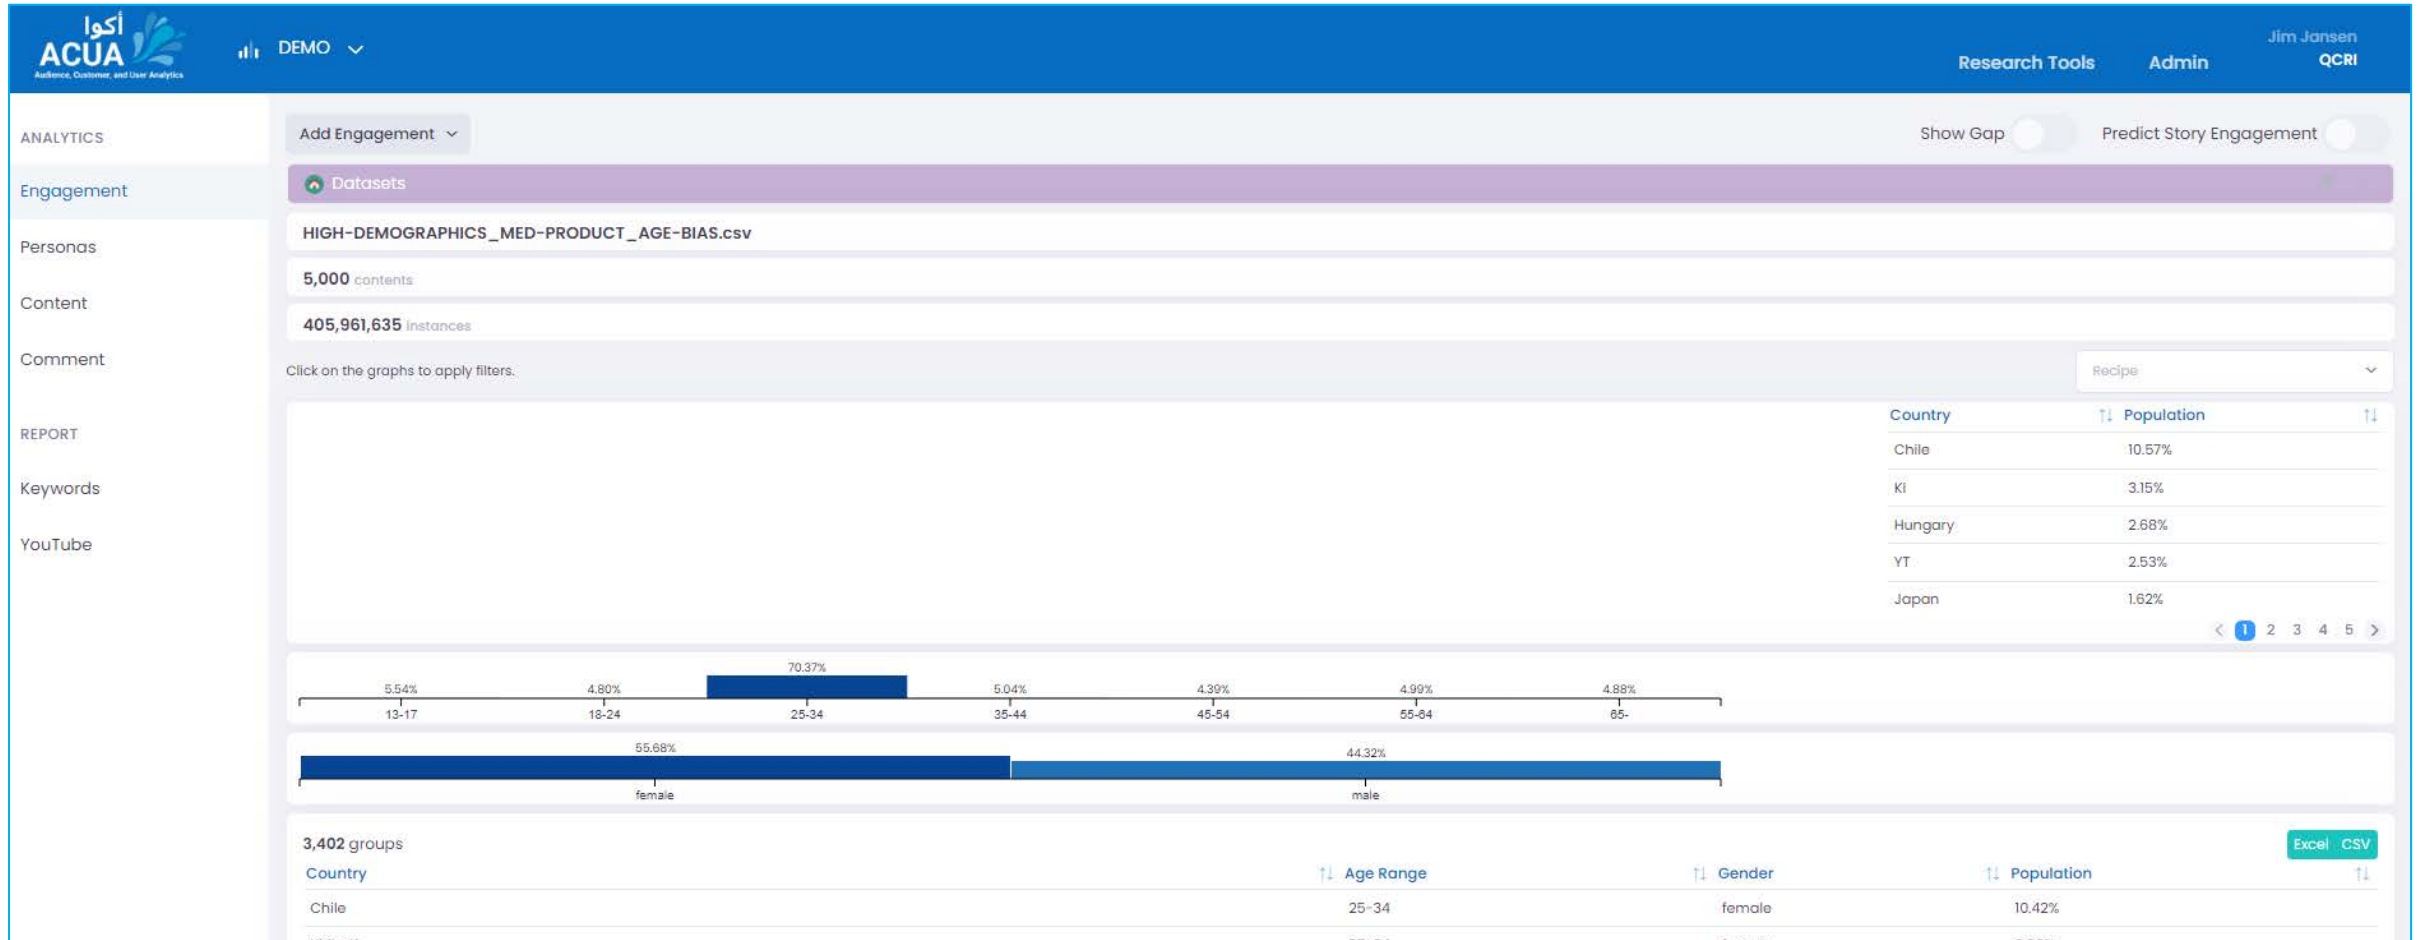 أكوا
ACUA
Audience, Customer, and User Analytics
DEMO
Research Tools
Admin
Jim Jansen
QCRI
ANALYTICS
Engagement
Personas
Content
Comment
REPORT
Keywords
YouTube
Add Engagement
Show Gap
Predict Story Engagement
Datasets
HIGH-DEMOGRAPHICS_MED-PRODUCT_AGE-BIAS.csv
5,000 contents
405,961,635 instances
Click on the graphs to apply filters.
Recipe
Country Population
Chile 10.57%
Ki 3.15%
Hungary 2.68%
YT 2.53%
Japan 1.62%
< 1 2 3 4 5 >
5.54% 4.80% 70.37% 5.04% 4.39% 4.99% 4.88%
13-17 18-24 25-34 35-44 45-54 55-64 65-
55.68% 44.32%
female male
3,402 groups
Excel CSV
Country Age Range Gender Population
Chile 25-34 female 10.42%